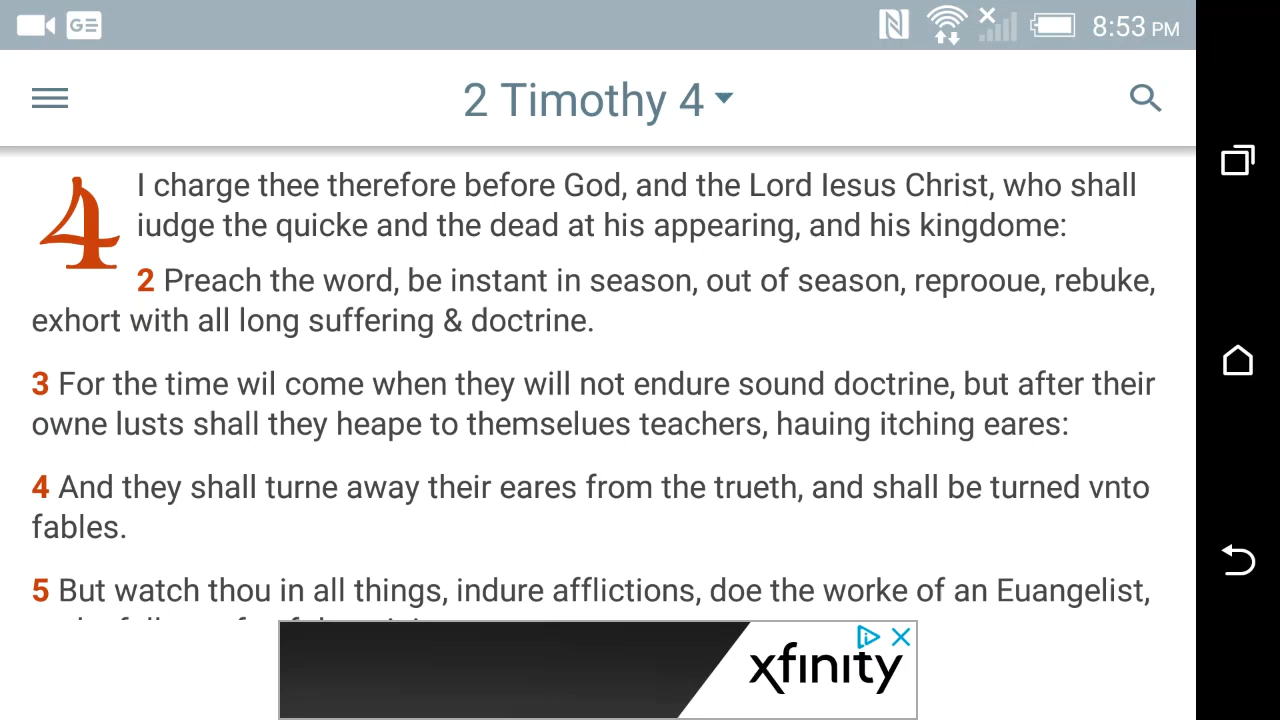 8:53 PM
2 Timothy 4
4 I charge thee therefore before God, and the Lord Iesus Christ, who shall
iudge the quicke and the dead at his appearing, and his kingdome:
2 Preach the word, be instant in season, out of season, reprooue, rebuke,
exhort with all long suffering & doctrine.
3 For the time wil come when they will not endure sound doctrine, but after their
owne lusts shall they heape to themselues teachers, hauing itching eares:
4 And they shall turne away their eares from the trueth, and shall be turned vnto
fables.
5 But watch thou in all things, indure afflictions, doe the worke of an Euangelist,
xfinity